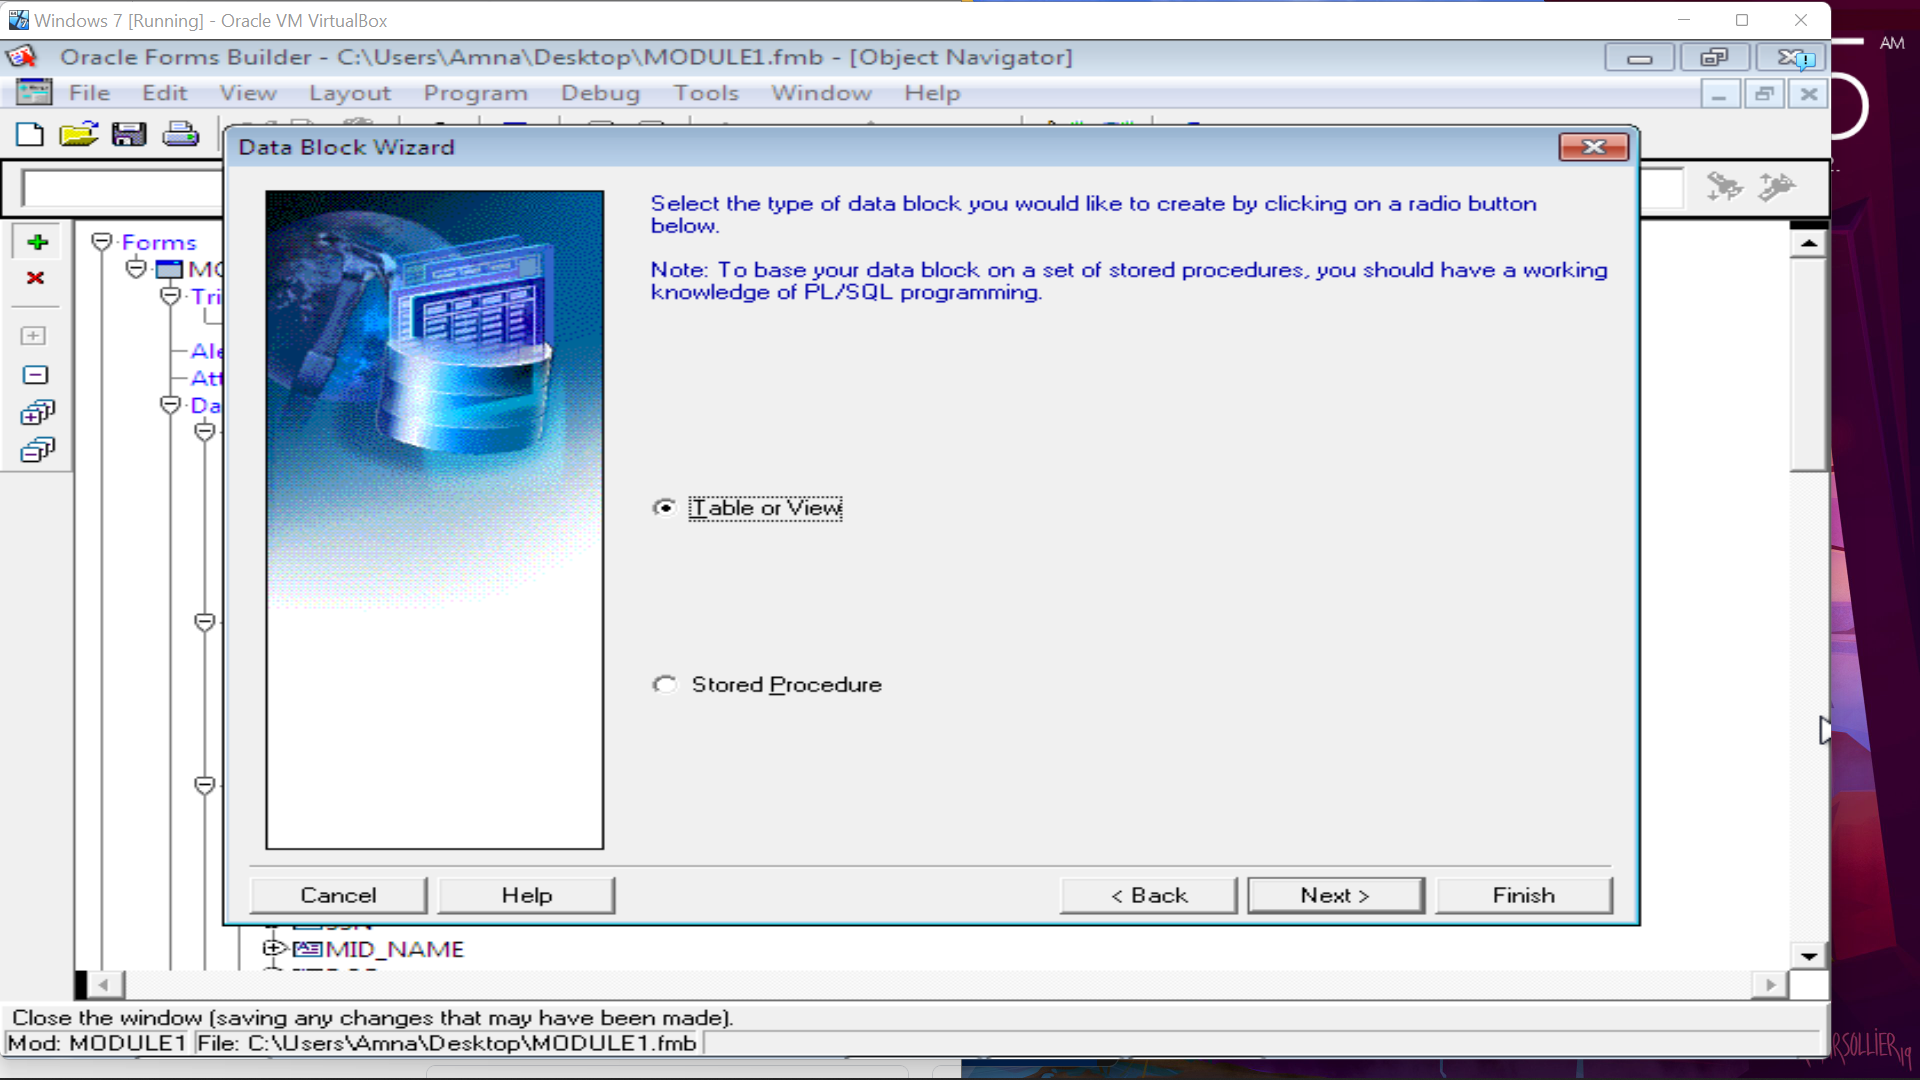 Windows 7 [Running] - Oracle VM VirtualBox
AM
Oracle Forms Builder - C:\Users\Amna\Desktop\MODULE1.fmb - [Object Navigator]
File Edit View Layout Program Debug Tools Window Help
Data Block Wizard
Select the type of data block you would like to create by clicking on a radio button
below.
Note: To base your data block on a set of stored procedures, you should have a working
knowledge of PL/SQL programming.
Forms
Table or View
Stored Procedure
Cancel Help < Back Next > Finish
MID_NAME
Close the window (saving any changes that may have been made).
Mod: MODULE1 File: C:\Users\Amna\Desktop\MODULE1.fmb